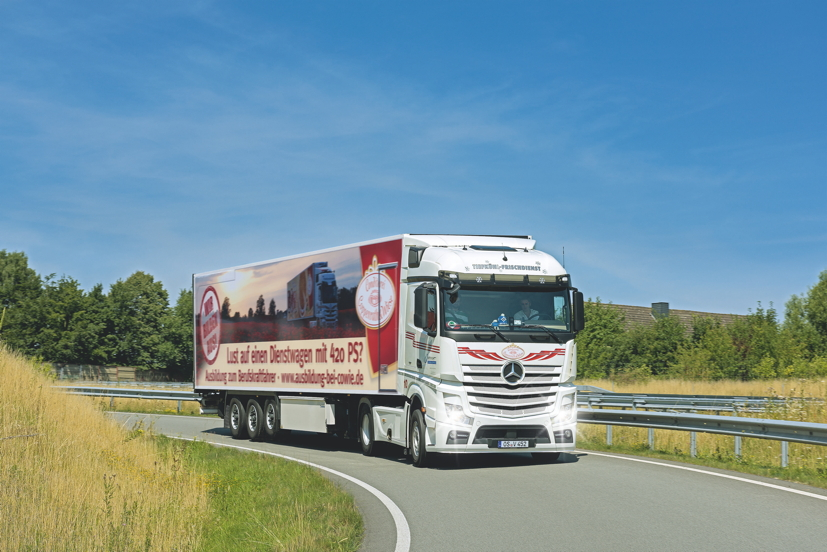 TIEFKÜHL-FRISCHDIENST
Lust auf einen Dienstwagen mit 420 PS?
Ausbildung zum Berufskraftfahrer - www.ausbildung-bei-cowie.de